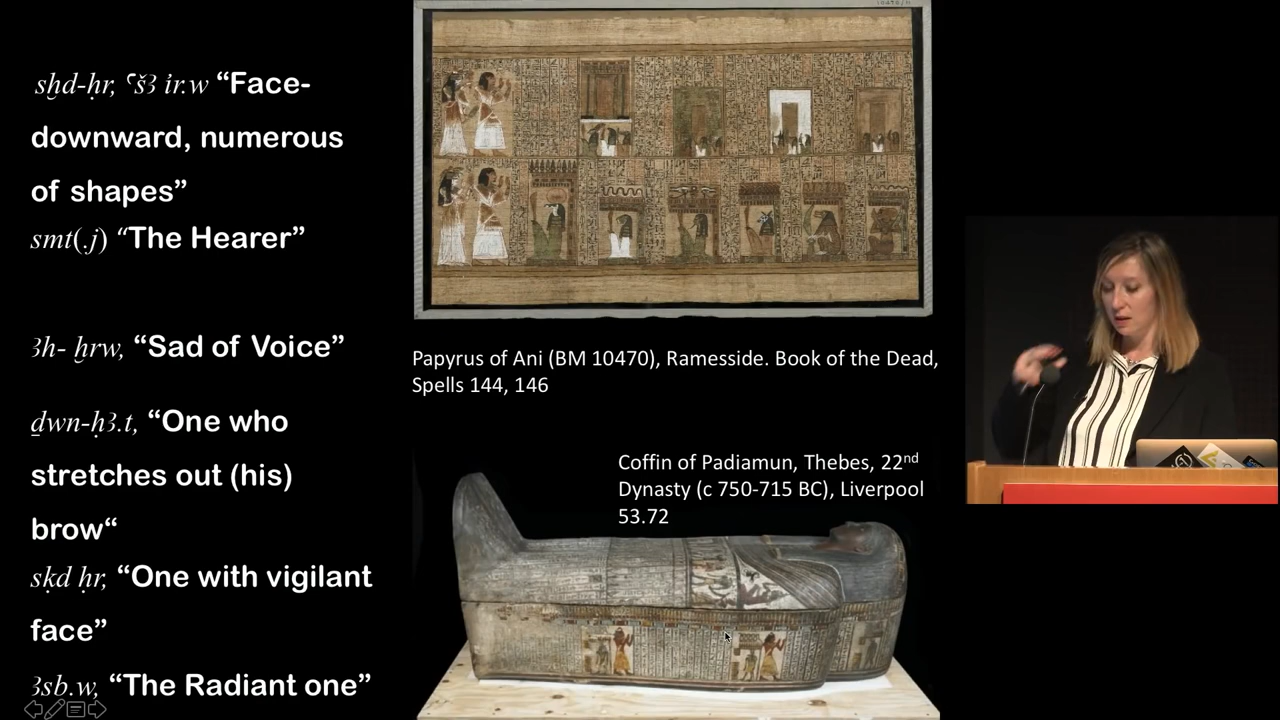 sḫd-ḥr, ꜥšꜣ ỉr.w “Face-
downward, numerous
of shapes”
smt(.j) “The Hearer”
ꜣh- ḫrw, “Sad of Voice”
ḏwn-ḥꜣ.t, “One who
stretches out (his)
brow“
sḳd ḥr, “One with vigilant
face”
ꜣsb.w, “The Radiant one”
Papyrus of Ani (BM 10470), Ramesside. Book of the Dead,
Spells 144, 146
Coffin of Padiamun, Thebes, 22nd
Dynasty (c 750-715 BC), Liverpool
53.72